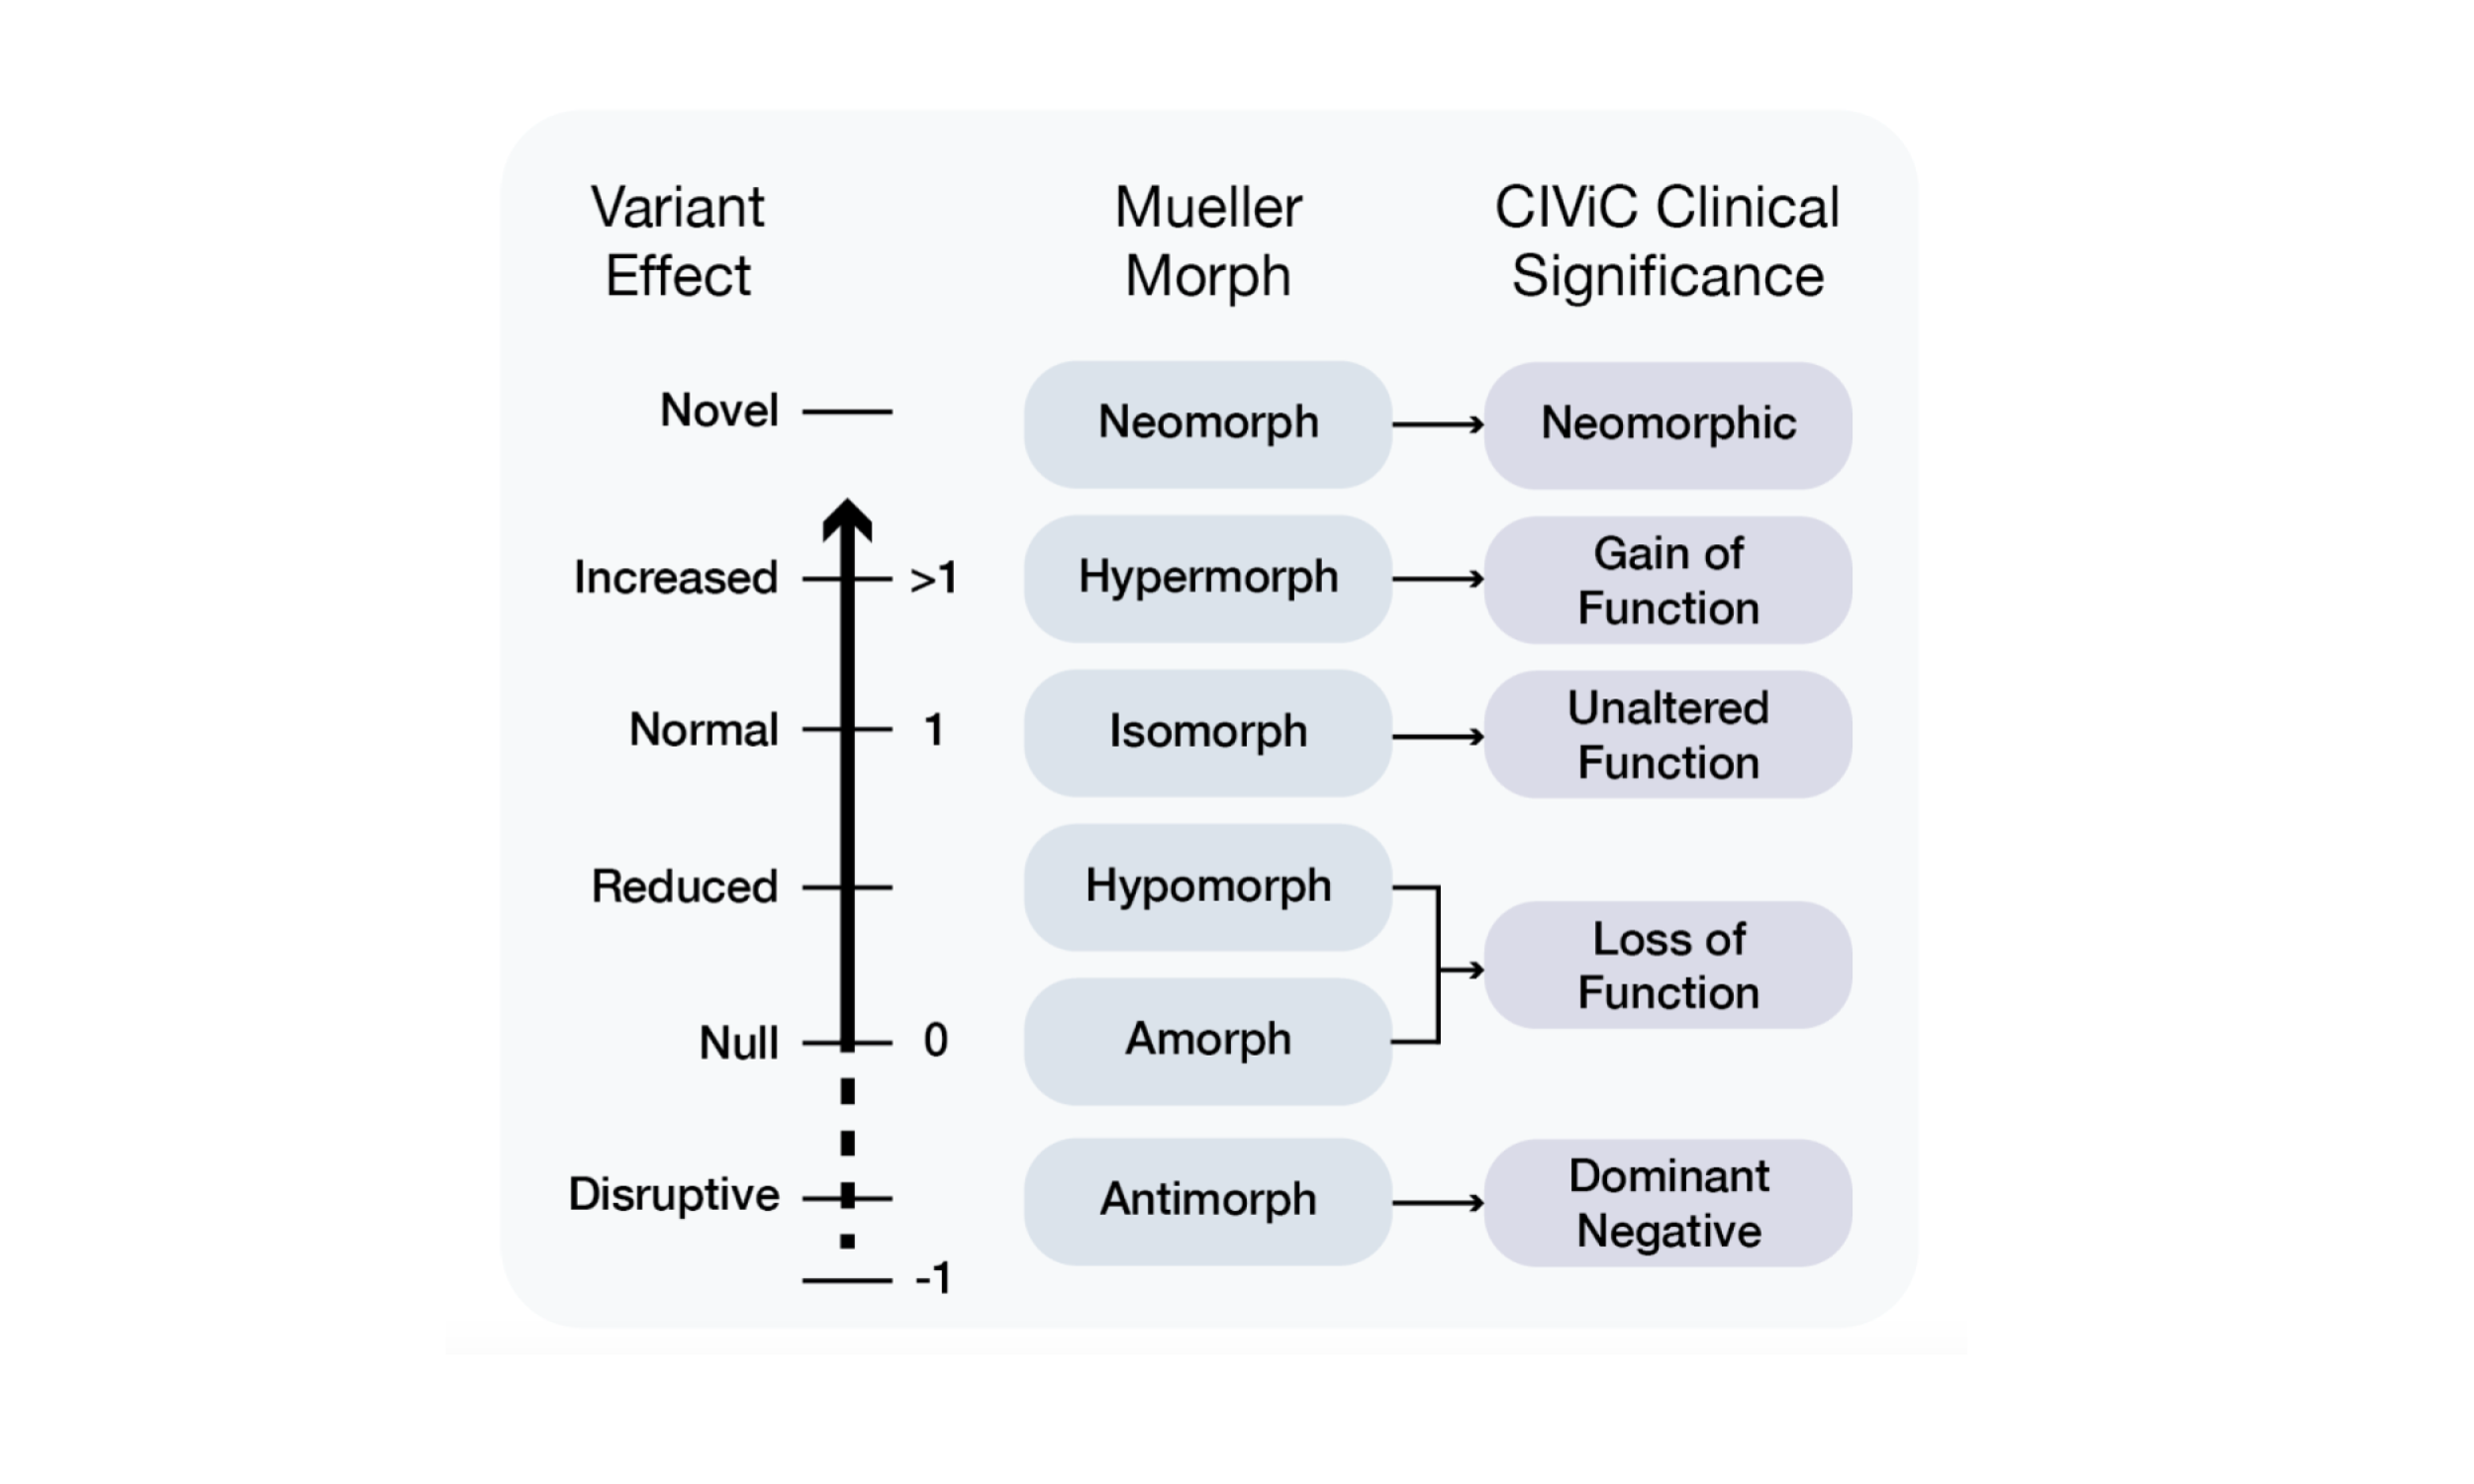 Variant
Effect
Mueller
Morph
CIViC Clinical
Significance
Novel
Neomorph
Neomorphic
Increased
>1
Hypermorph
Gain of
Function
Normal
1
Isomorph
Unaltered
Function
Reduced
Hypomorph
Loss of
Function
Null
0
Amorph
Disruptive
-1
Antimorph
Dominant
Negative